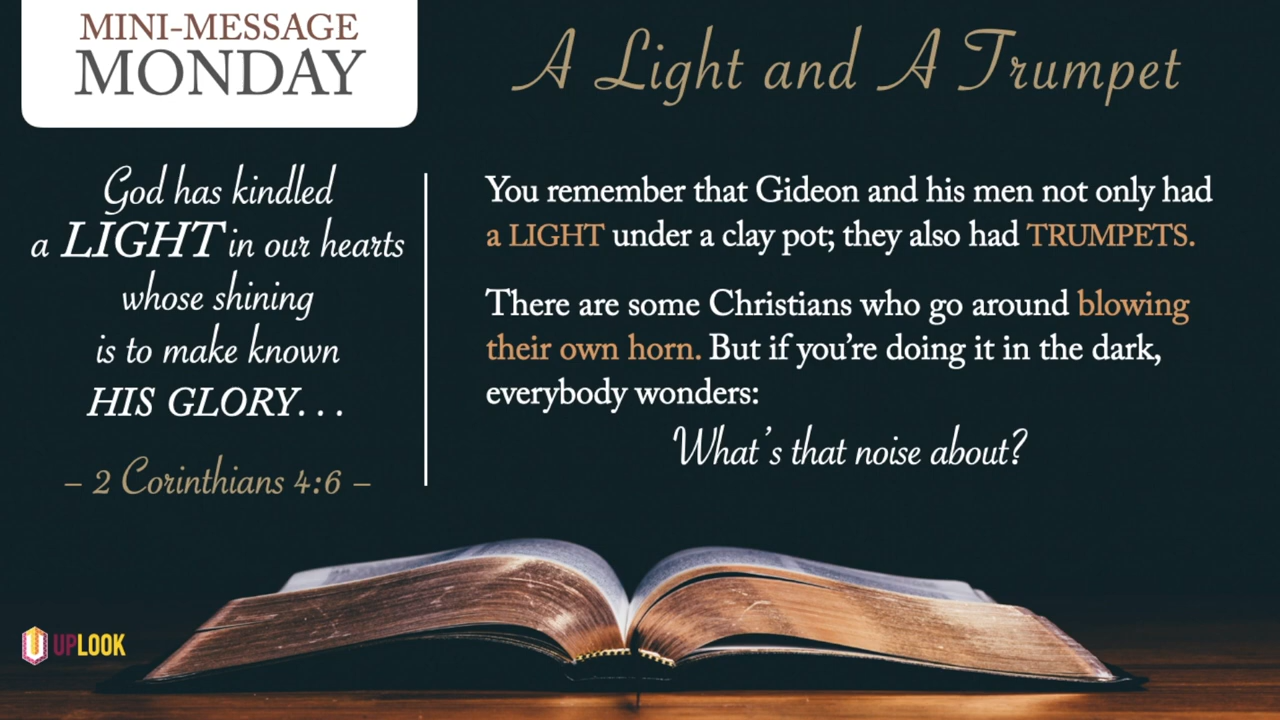 MINI-MESSAGE
MONDAY
A Light and A Trumpet
God has kindled
a LIGHT in our hearts
whose shining
is to make known
HIS GLORY...
– 2 Corinthians 4:6 –
You remember that Gideon and his men not only had
a LIGHT under a clay pot; they also had TRUMPETS.
There are some Christians who go around blowing
their own horn. But if you’re doing it in the dark,
everybody wonders:
What’s that noise about?
UPLOOK